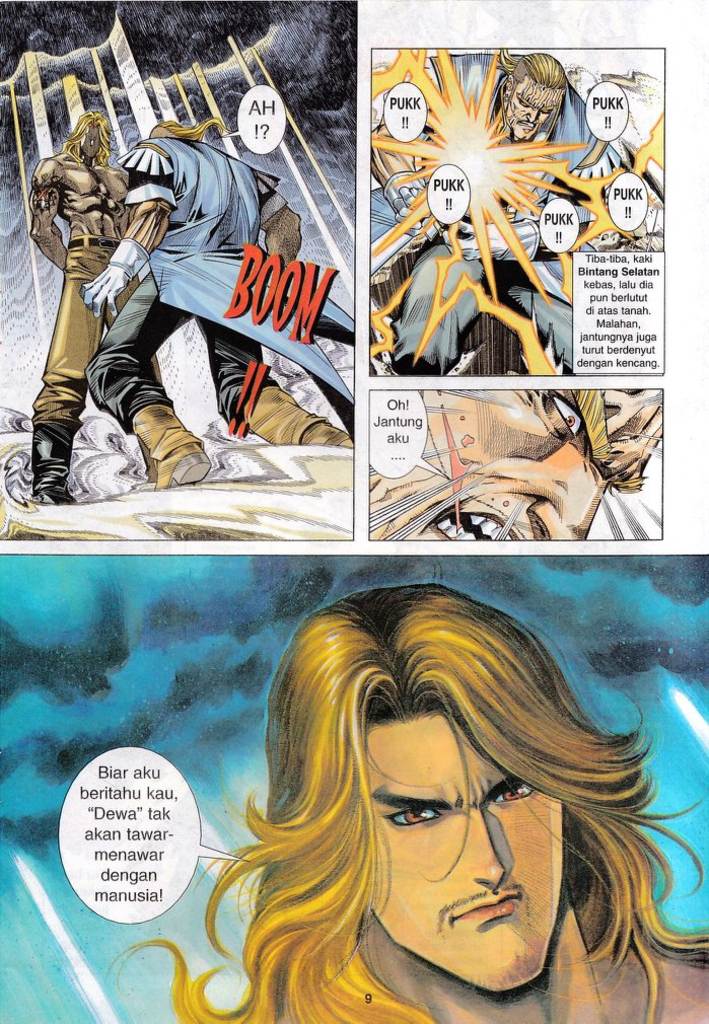 AH
!?
BOOM
!!
PUKK
!!
PUKK
!!
PUKK
!!
PUKK
!!
PUKK
!!
Tiba-tiba, kaki
Bintang Selatan
kebas, lalu dia
pun berlutut
di atas tanah.
Malahan,
jantungnya juga
turut berdenyut
dengan kencang.
Oh!
Jantung
aku
....
Biar aku
beritahu kau,
“Dewa” tak
akan tawar-
menawar
dengan
manusia!
9